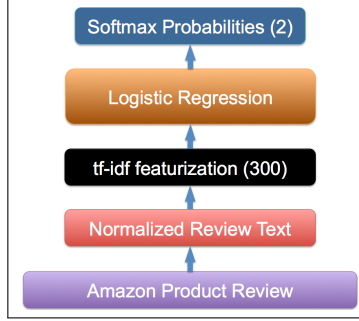 Softmax Probabilities (2)
Logistic Regression
tf-idf featurization (300)
Normalized Review Text
Amazon Product Review